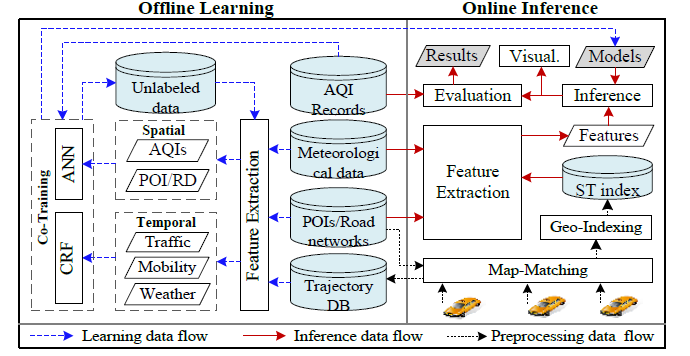 Offline Learning
Online Inference
Results
Visual.
Models
Unlabeled
data
AQI
Records
Evaluation
Inference
Co-Training
ANN
CRF
Spatial
AQIs
POI/RD
Temporal
Traffic
Mobility
Weather
Feature Extraction
Meteorologi
cal data
POIs/Road
networks
Trajectory
DB
Feature
Extraction
Features
ST index
Geo-Indexing
Map-Matching
Learning data flow
Inference data flow
Preprocessing data flow